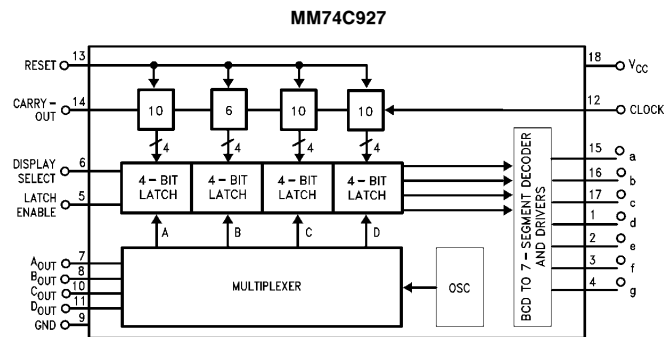 MM74C927
RESET 13
18 VCC
CARRY-OUT 14
10 6 10 10
12 CLOCK
4 4 4 4
DISPLAY SELECT 6
LATCH ENABLE 5
4-BIT LATCH 4-BIT LATCH 4-BIT LATCH 4-BIT LATCH
A B C D
MULTIPLEXER
OSC
BCD TO 7-SEGMENT DECODER AND DRIVERS
15 a
16 b
17 c
1 d
2 e
3 f
4 g
AOUT 7
BOUT 8
COUT 10
DOUT 11
GND 9